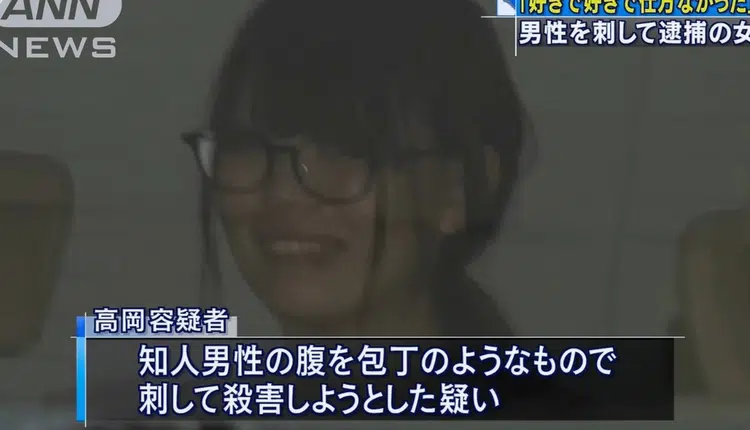 ANN
NEWS
「好きで好きで仕方なかった
男性を刺して逮捕の女
高岡容疑者
知人男性の腹を包丁のようなもので
刺して殺害しようとした疑い